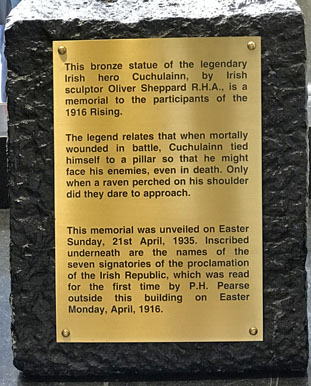 This bronze statue of the legendary
Irish hero Cuchulainn, by Irish
sculptor Oliver Sheppard R.H.A., is a
memorial to the participants of the
1916 Rising.
The legend relates that when mortally
wounded in battle, Cuchulainn tied
himself to a pillar so that he might
face his enemies, even in death. Only
when a raven perched on his shoulder
did they dare to approach.
This memorial was unveiled on Easter
Sunday, 21st April, 1935. Inscribed
underneath are the names of the
seven signatories of the proclamation
of the Irish Republic, which was read
for the first time by P.H. Pearse
outside this building on Easter
Monday, April, 1916.